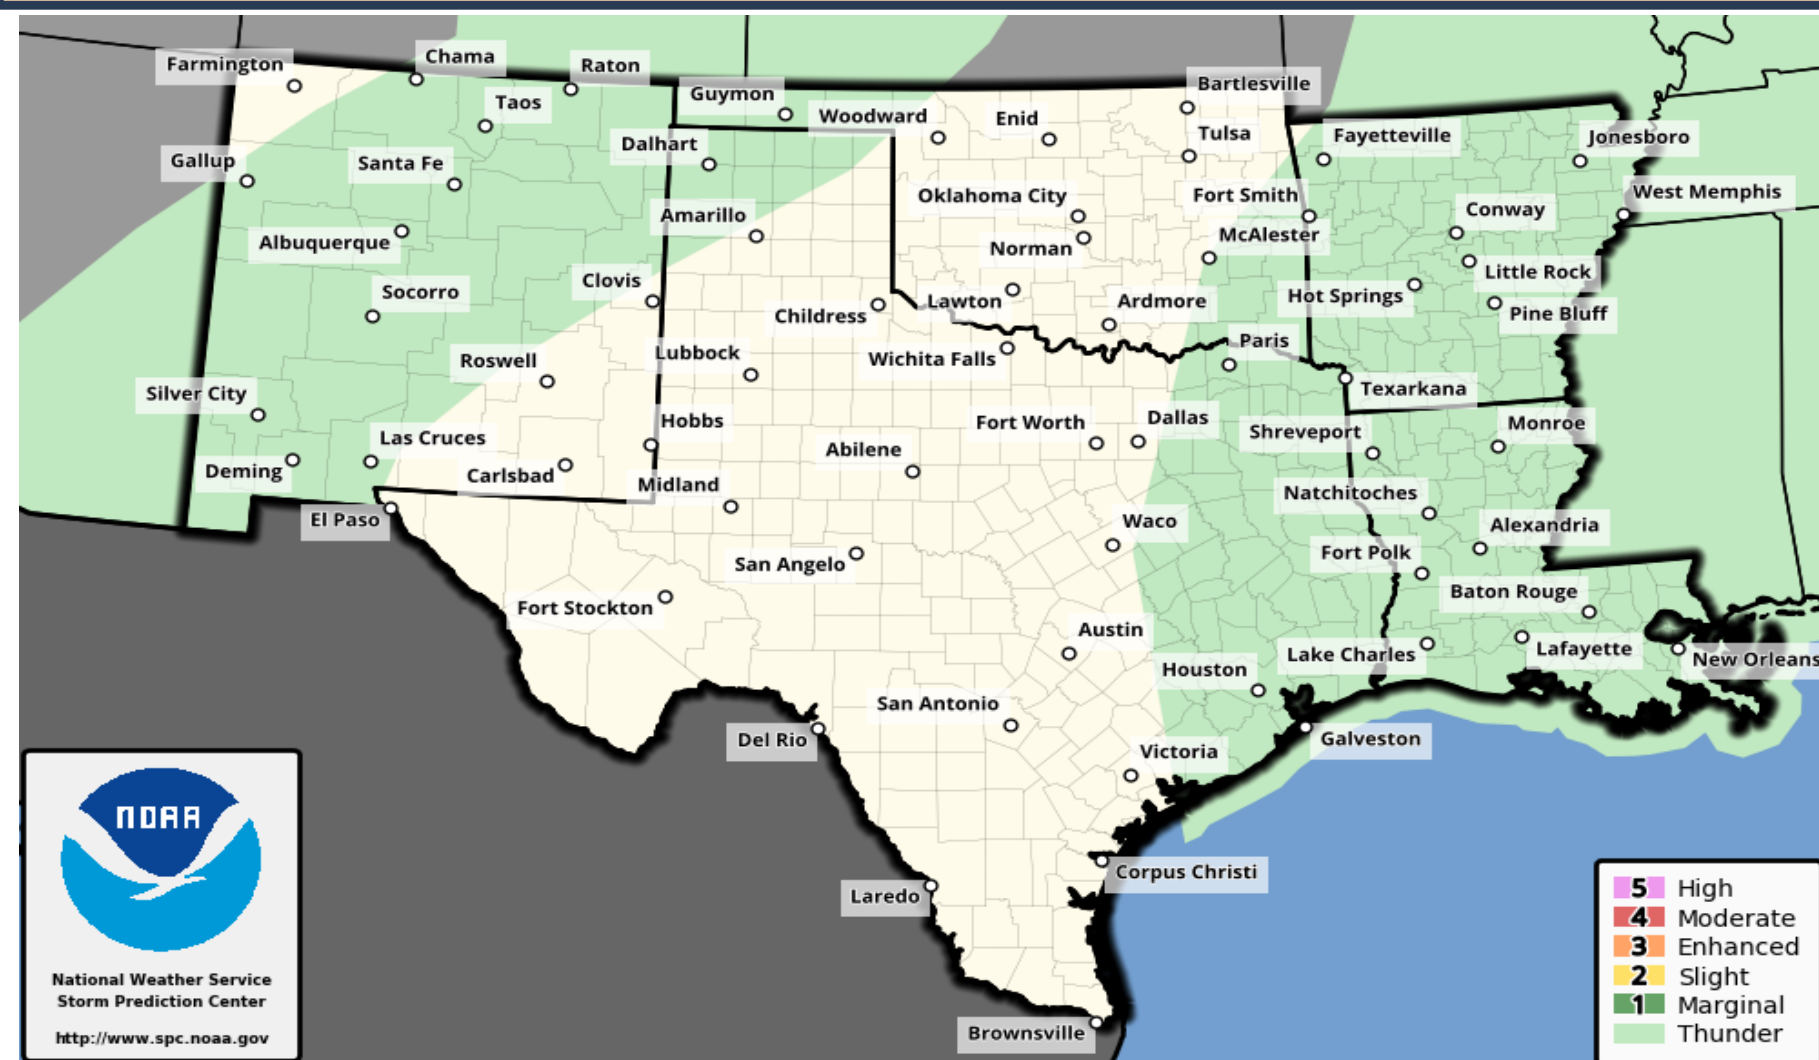 Farmington
Chama
Raton
Guymon
Bartlesville
Taos
Woodward
Enid
Tulsa
Fayetteville
Jonesboro
Gallup
Santa Fe
Dalhart
Oklahoma City
Fort Smith
West Memphis
Albuquerque
Amarillo
Norman
McAlester
Conway
Socorro
Clovis
Childress
Lawton
Ardmore
Hot Springs
Little Rock
Pine Bluff
Roswell
Lubbock
Wichita Falls
Paris
Texarkana
Silver City
Las Cruces
Hobbs
Fort Worth
Dallas
Shreveport
Monroe
Deming
Carlsbad
Midland
Abilene
Natchitoches
El Paso
San Angelo
Waco
Alexandria
Fort Polk
Fort Stockton
Austin
Baton Rouge
Houston
Lake Charles
Lafayette
New Orleans
San Antonio
Del Rio
Victoria
Galveston
Laredo
Corpus Christi
Brownsville
NOAA
National Weather Service
Storm Prediction Center
http://www.spc.noaa.gov
5 High
4 Moderate
3 Enhanced
2 Slight
1 Marginal
Thunder